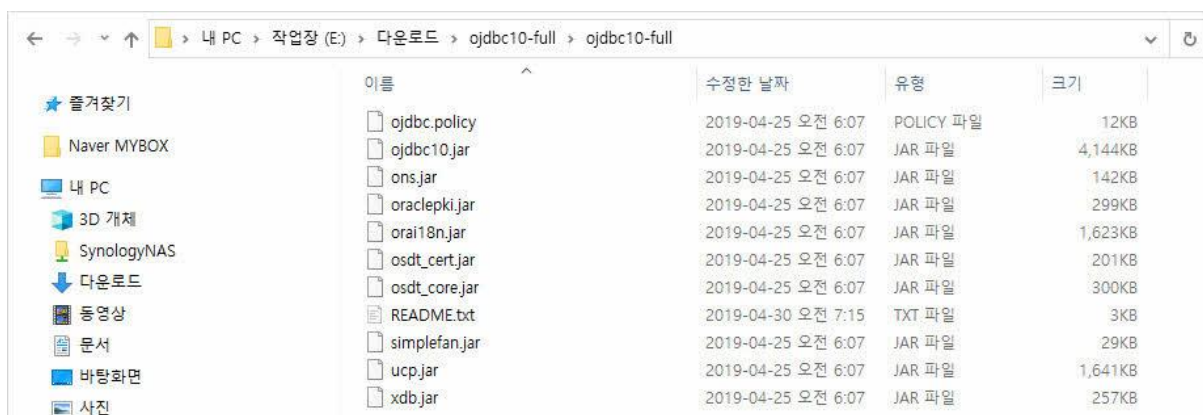 내 PC > 작업장 (E:) > 다운로드 > ojdbc10-full > ojdbc10-full
이름 수정한 날짜 유형 크기
즐겨찾기
Naver MYBOX
내 PC
3D 개체
SynologyNAS
다운로드
동영상
문서
바탕화면
사진
ojdbc.policy 2019-04-25 오전 6:07 POLICY 파일 12KB
ojdbc10.jar 2019-04-25 오전 6:07 JAR 파일 4,144KB
ons.jar 2019-04-25 오전 6:07 JAR 파일 142KB
oraclepki.jar 2019-04-25 오전 6:07 JAR 파일 299KB
orai18n.jar 2019-04-25 오전 6:07 JAR 파일 1,623KB
osdt_cert.jar 2019-04-25 오전 6:07 JAR 파일 201KB
osdt_core.jar 2019-04-25 오전 6:07 JAR 파일 300KB
README.txt 2019-04-30 오전 7:15 TXT 파일 3KB
simplefan.jar 2019-04-25 오전 6:07 JAR 파일 29KB
ucp.jar 2019-04-25 오전 6:07 JAR 파일 1,641KB
xdb.jar 2019-04-25 오전 6:07 JAR 파일 257KB